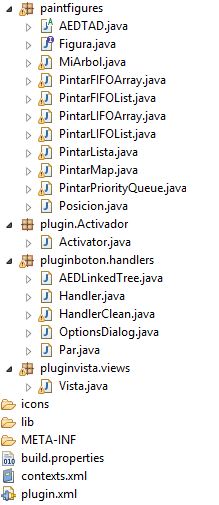 paintfigures
AEDTAD.java
Figura.java
MiArbol.java
PintarFIFOArray.java
PintarFIFOList.java
PintarLIFOArray.java
PintarLIFOList.java
PintarLista.java
PintarMap.java
PintarPriorityQueue.java
Posicion.java
plugin.Activador
Activator.java
pluginboton.handlers
AEDLinkedTree.java
Handler.java
HandlerClean.java
OptionsDialog.java
Par.java
pluginvista.views
Vista.java
icons
lib
META-INF
build.properties
contexts.xml
plugin.xml